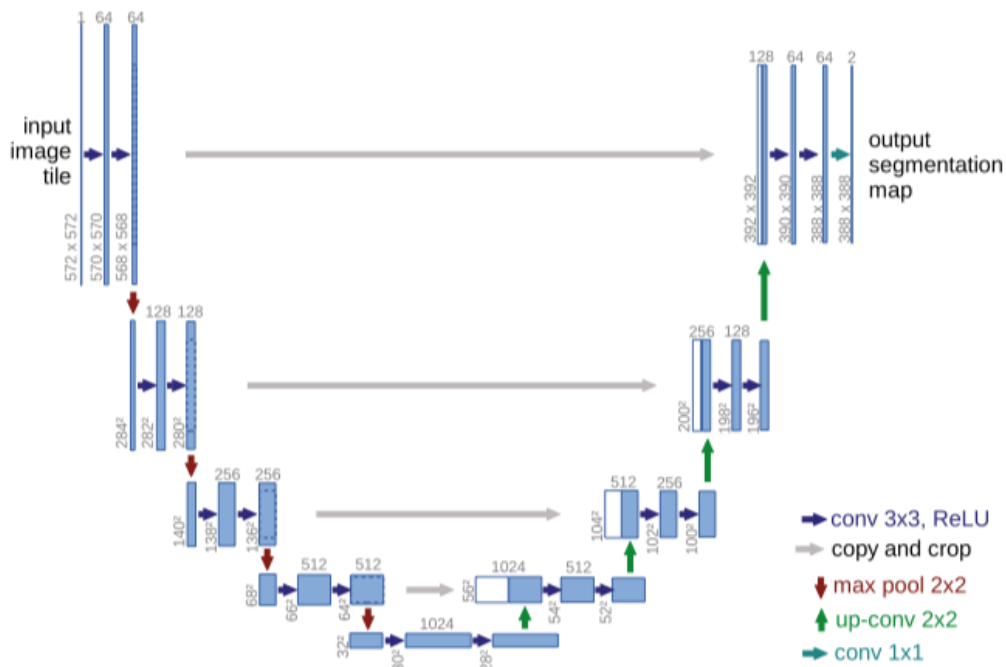 1 64 64
input
image
tile
572 x 572
570 x 570
568 x 568
128 64 64 2
output
segmentation
map
392 x 392
390 x 390
388 x 388
388 x 388
128 128
284²
282²
280²
256 128
200²
198²
196²
256 256
140²
138²
136²
512 256
104²
102²
100²
512 512
68²
66²
64²
1024 512
56²
54²
52²
1024
32²
30²
28²
conv 3x3, ReLU
copy and crop
max pool 2x2
up-conv 2x2
conv 1x1